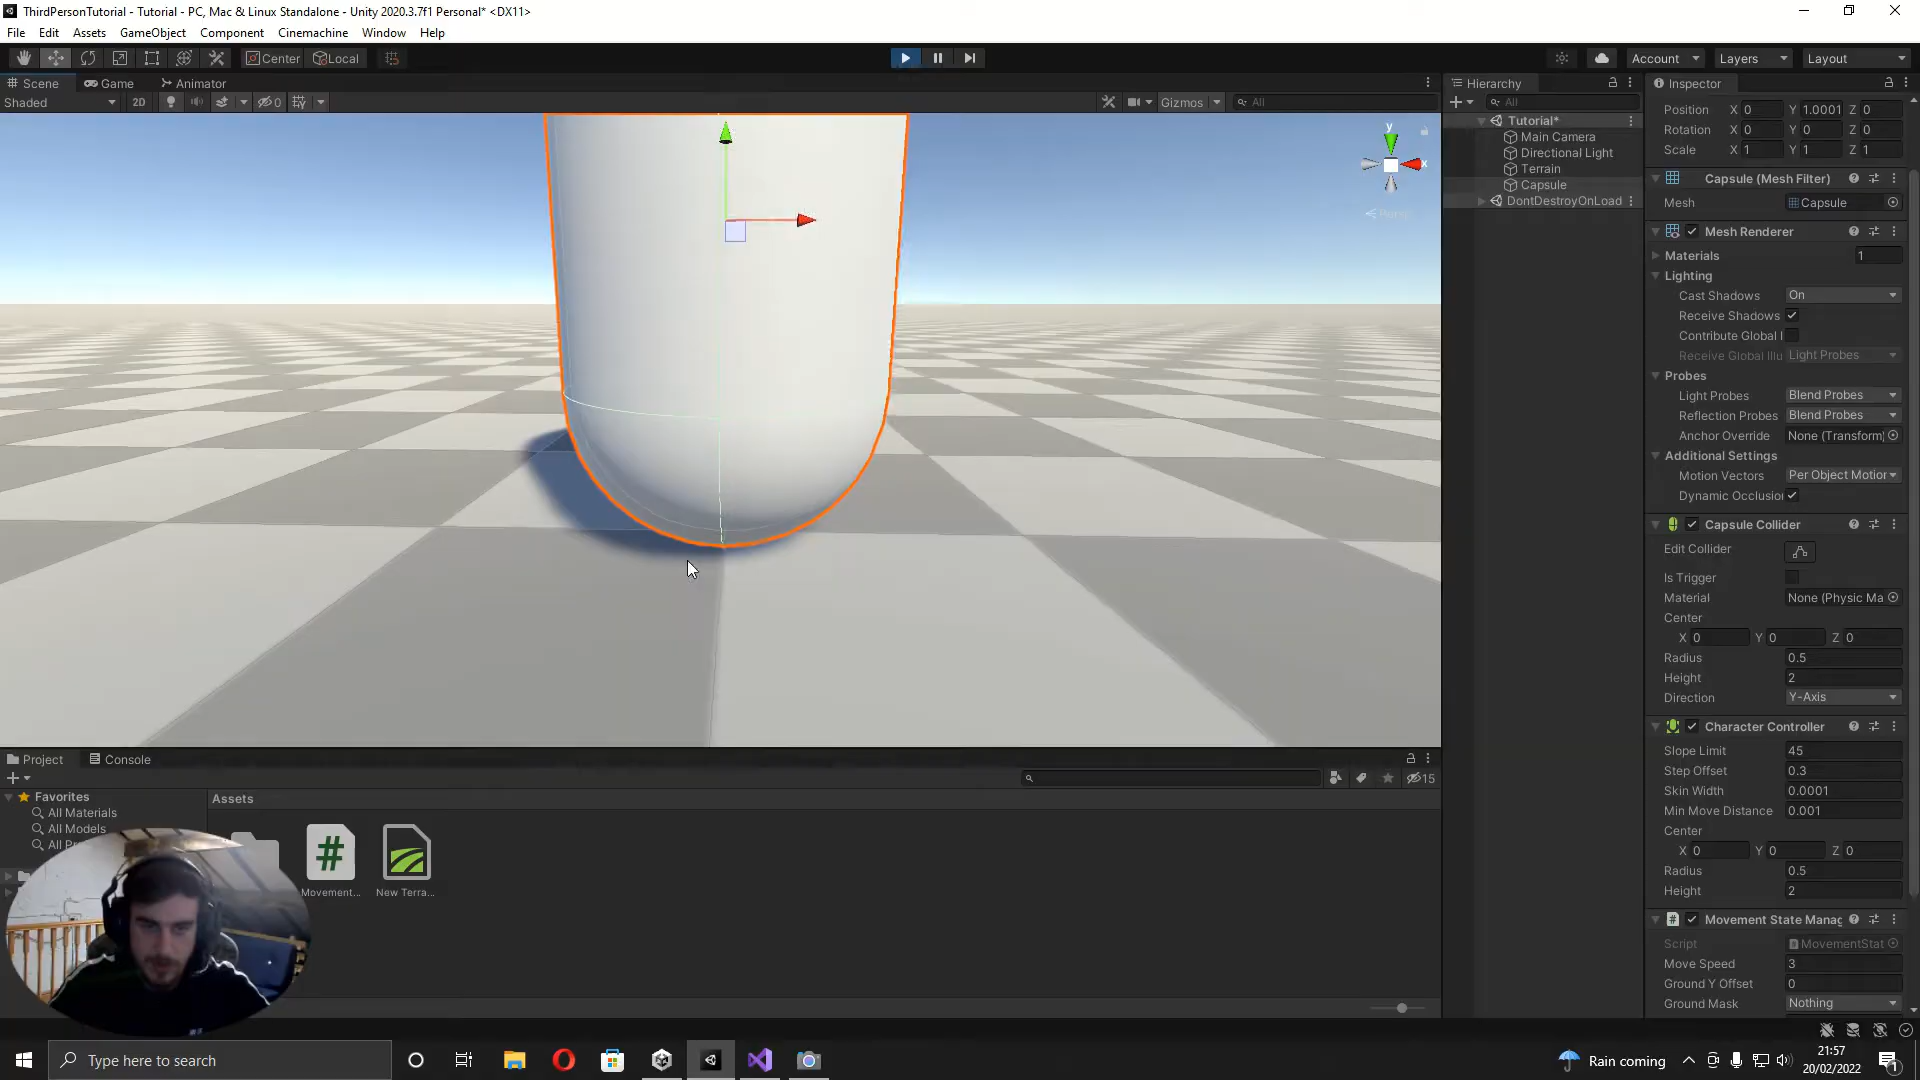 ThirdPersonTutorial - Tutorial - PC, Mac & Linux Standalone - Unity 2020.3.7f1 Personal* <DX11>
File Edit Assets GameObject Component Cinemachine Window Help
Center Local Account Layers Layout
Scene Game Animator Hierarchy Inspector
Shaded 2D 0 Gizmos All All
Position X 0 Y 1.0001 Z 0
Rotation X 0 Y 0 Z 0
Scale X 1 Y 1 Z 1
y
x
Tutorial*
Main Camera
Directional Light
Terrain
Capsule
DontDestroyOnLoad
Capsule (Mesh Filter)
Mesh Capsule
Mesh Renderer
Materials 1
Lighting
Cast Shadows On
Receive Shadows
Contribute Global I
Receive Global Illu Light Probes
Probes
Light Probes Blend Probes
Reflection Probes Blend Probes
Anchor Override None (Transform)
Additional Settings
Motion Vectors Per Object Motion
Dynamic Occlusion
Capsule Collider
Edit Collider
Is Trigger
Material None (Physic Ma
Center
X 0 Y 0 Z 0
Radius 0.5
Height 2
Direction Y-Axis
Character Controller
Slope Limit 45
Step Offset 0.3
Skin Width 0.0001
Min Move Distance 0.001
Center
X 0 Y 0 Z 0
Radius 0.5
Height 2
Movement State Manag
Script MovementStat
Move Speed 3
Ground Y Offset 0
Ground Mask Nothing
Project Console
15
Favorites
All Materials
All Models
All Pr
Assets
Movement...
New Terra...
Type here to search
Rain coming
21:57
20/02/2022
1